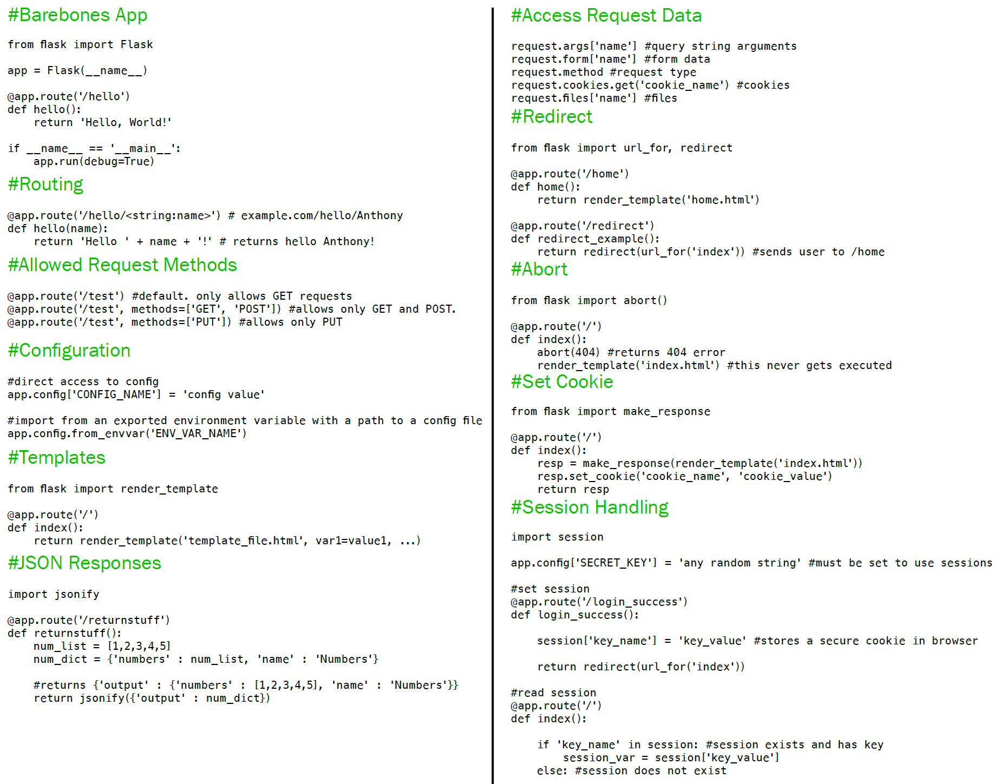 #Barebones App
from flask import Flask
app = Flask(__name__)
@app.route('/hello')
def hello():
    return 'Hello, World!'
if __name__ == '__main__':
    app.run(debug=True)
#Routing
@app.route('/hello/<string:name>') # example.com/hello/Anthony
def hello(name):
    return 'Hello ' + name + '!' # returns hello Anthony!
#Allowed Request Methods
@app.route('/test') #default. only allows GET requests
@app.route('/test', methods=['GET', 'POST']) #allows only GET and POST.
@app.route('/test', methods=['PUT']) #allows only PUT
#Configuration
#direct access to config
app.config['CONFIG_NAME'] = 'config value'
#import from an exported environment variable with a path to a config file
app.config.from_envvar('ENV_VAR_NAME')
#Templates
from flask import render_template
@app.route('/')
def index():
    return render_template('template_file.html', var1=value1, ...)
#JSON Responses
import jsonify
@app.route('/returnstuff')
def returnstuff():
    num_list = [1,2,3,4,5]
    num_dict = {'numbers' : num_list, 'name' : 'Numbers'}
    #returns {'output' : {'numbers' : [1,2,3,4,5], 'name' : 'Numbers'}}
    return jsonify({'output' : num_dict})
#Access Request Data
request.args['name'] #query string arguments
request.form['name'] #form data
request.method #request type
request.cookies.get('cookie_name') #cookies
request.files['name'] #files
#Redirect
from flask import url_for, redirect
@app.route('/home')
def home():
    return render_template('home.html')
@app.route('/redirect')
def redirect_example():
    return redirect(url_for('index')) #sends user to /home
#Abort
from flask import abort()
@app.route('/')
def index():
    abort(404) #returns 404 error
    render_template('index.html') #this never gets executed
#Set Cookie
from flask import make_response
@app.route('/')
def index():
    resp = make_response(render_template('index.html'))
    resp.set_cookie('cookie_name', 'cookie_value')
    return resp
#Session Handling
import session
app.config['SECRET_KEY'] = 'any random string' #must be set to use sessions
#set session
@app.route('/login_success')
def login_success():
    session['key_name'] = 'key_value' #stores a secure cookie in browser
    return redirect(url_for('index'))
#read session
@app.route('/')
def index():
    if 'key_name' in session: #session exists and has key
        session_var = session['key_value']
    else: #session does not exist